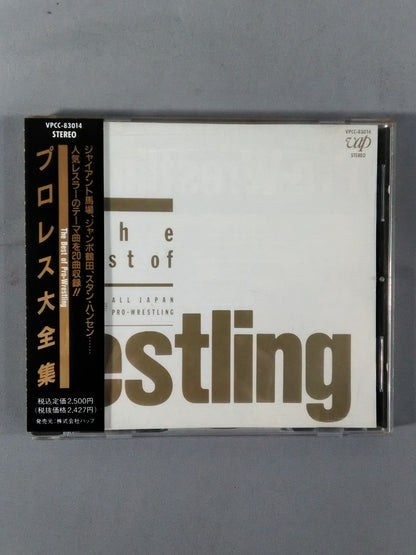 VPCC-83014
STEREO
プロレス大全集
The Best of Pro-Wrestling
ジャイアント馬場、ジャンボ鶴田、スタン・ハンセン……
人気レスラーのテーマ曲を20曲収録!!
税込定価2,500円
(税抜価格2,427円)
発売元:株式会社バップ
VPCC-83014
vap
STEREO
he
st of
ALL JAPAN
PRO-WRESTLING
estling